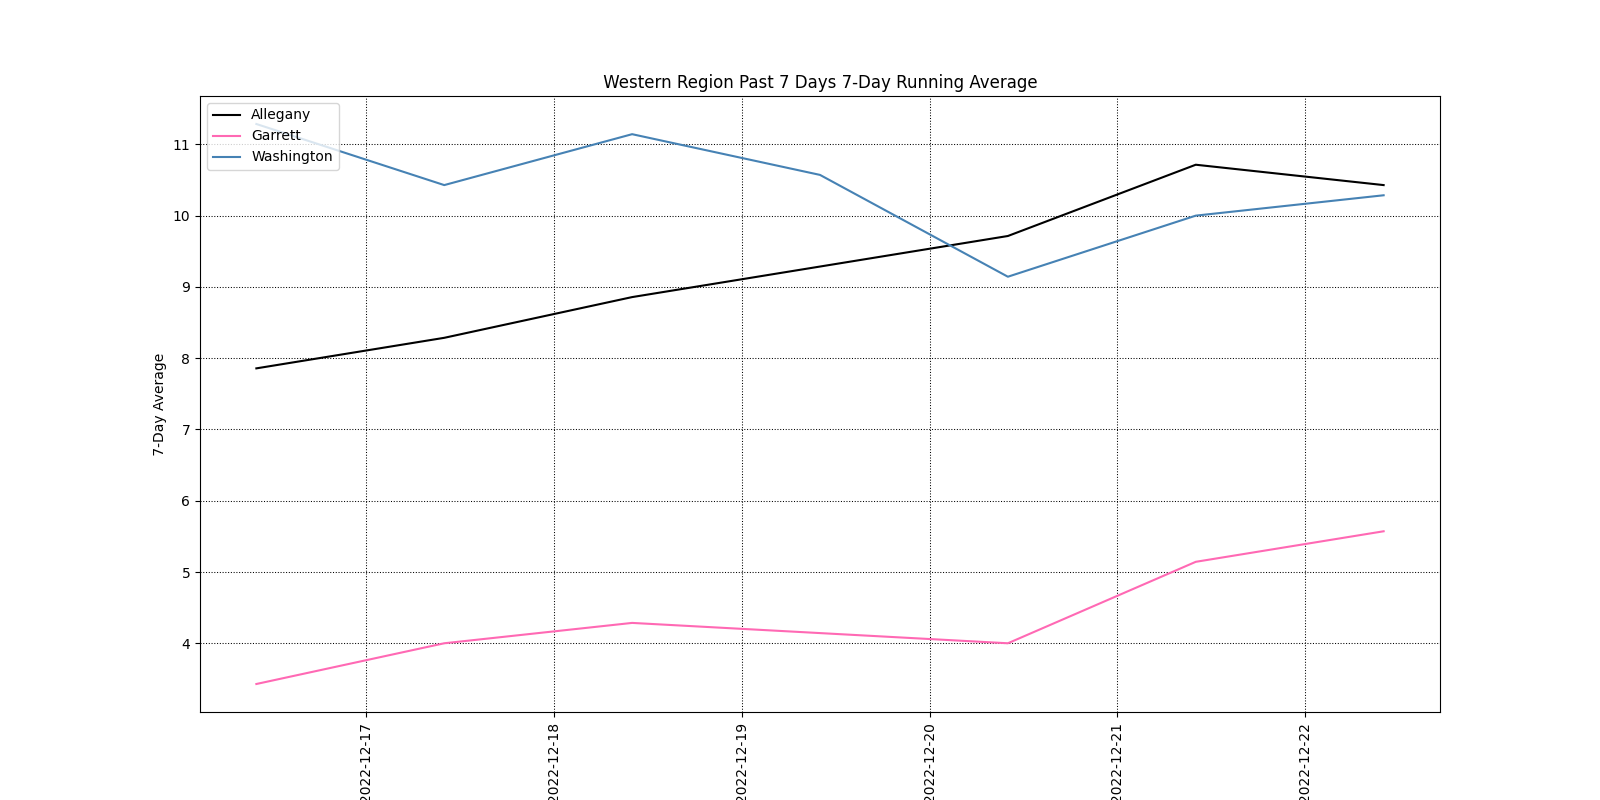 Western Region Past 7 Days 7-Day Running Average
Allegany
Garrett
Washington
11
10
9
8
7
6
5
4
7-Day Average
2022-12-17
2022-12-18
2022-12-19
2022-12-20
2022-12-21
2022-12-22